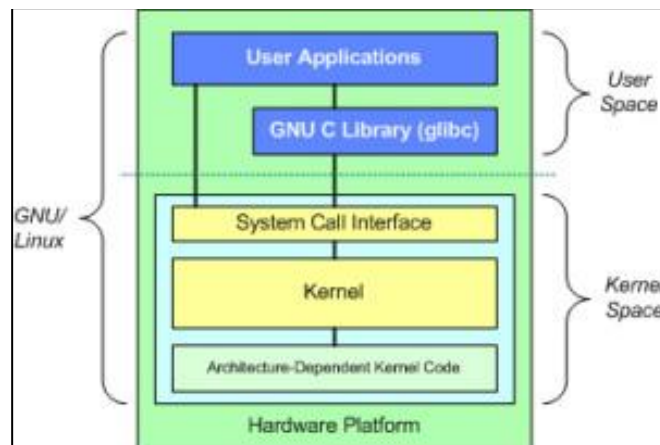 User Applications
User
Space
GNU C Library (glibc)
GNU/
Linux
System Call Interface
Kernel
Kerne
Space
Architecture-Dependent Kernel Code
Hardware Platform